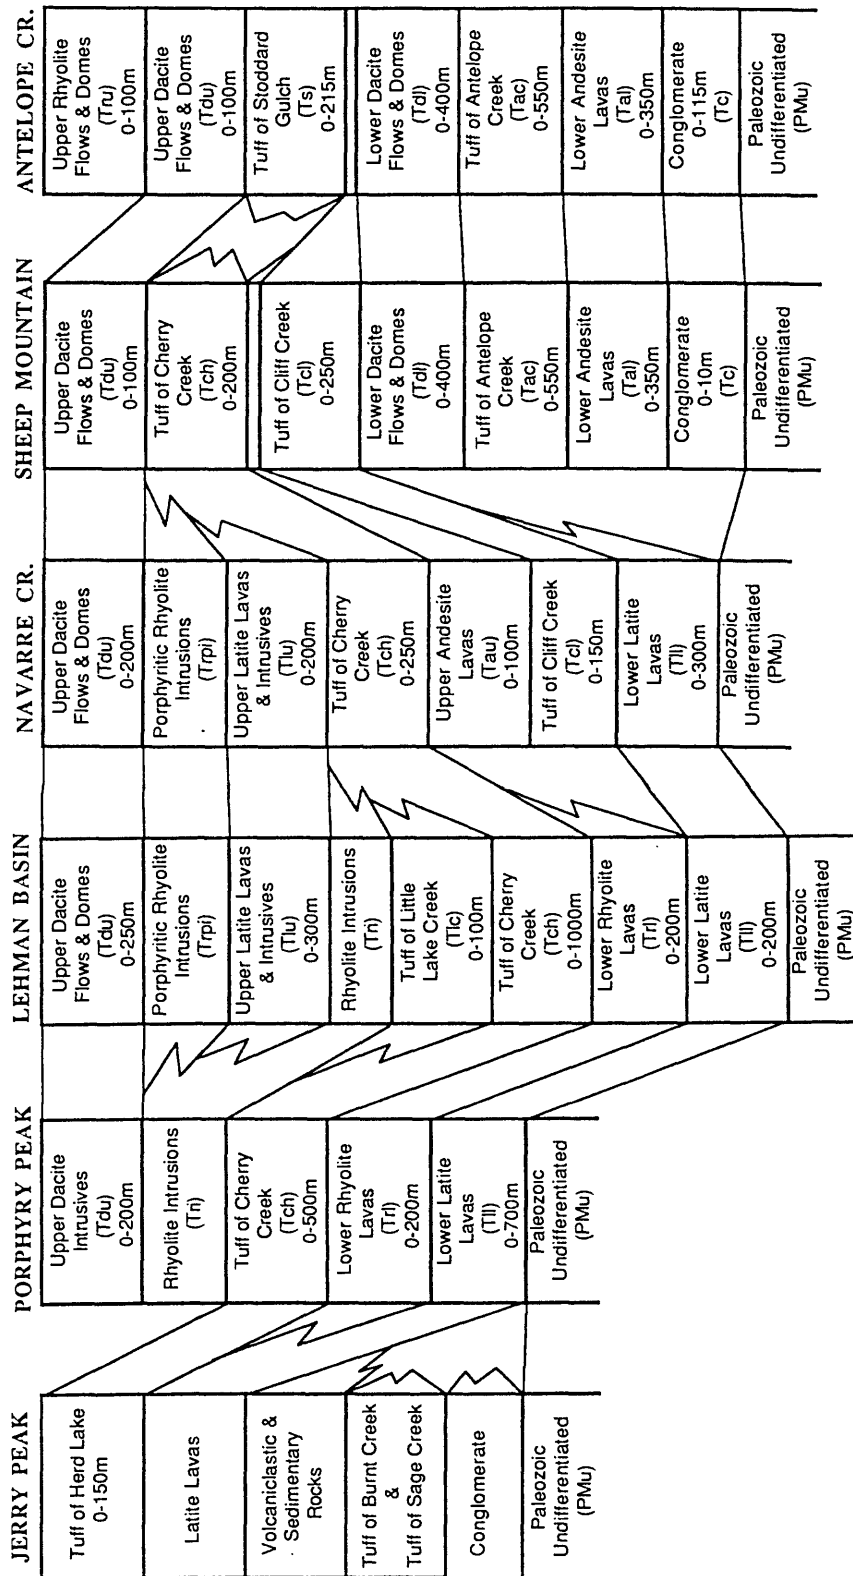 JERRY PEAK
Tuff of Herd Lake
0-150m
Latite Lavas
Volcaniclastic &
Sedimentary
Rocks
Tuff of Burnt Creek
&
Tuff of Sage Creek
Conglomerate
Paleozoic
Undifferentiated
(PMu)
PORPHYRY PEAK
Upper Dacite
Intrusives
(Tdu)
0-200m
Rhyolite Intrusions
(Tri)
Tuff of Cherry
Creek
(Tch)
0-500m
Lower Rhyolite
Lavas
(Trl)
0-200m
Lower Latite
Lavas
(Tll)
0-700m
Paleozoic
Undifferentiated
(PMu)
LEHMAN BASIN
Upper Dacite
Flows & Domes
(Tdu)
0-250m
Porphyritic Rhyolite
Intrusions
(Trpi)
Upper Latite Lavas
& Intrusives
(Tlu)
0-300m
Rhyolite Intrusions
(Tri)
Tuff of Little
Lake Creek
(Tlc)
0-100m
Tuff of Cherry
Creek
(Tch)
0-1000m
Lower Rhyolite
Lavas
(Trl)
0-200m
Lower Latite
Lavas
(Tll)
0-200m
Paleozoic
Undifferentiated
(PMu)
NAVARRE CR.
Upper Dacite
Flows & Domes
(Tdu)
0-200m
Porphyritic Rhyolite
Intrusions
(Trpi)
Upper Latite Lavas
& Intrusives
(Tlu)
0-200m
Tuff of Cherry
Creek
(Tch)
0-250m
Upper Andesite
Lavas
(Tau)
0-100m
Tuff of Cliff Creek
(Tcl)
0-150m
Lower Latite
Lavas
(Tll)
0-300m
Paleozoic
Undifferentiated
(PMu)
SHEEP MOUNTAIN
Upper Dacite
Flows & Domes
(Tdu)
0-100m
Tuff of Cherry
Creek
(Tch)
0-200m
Tuff of Cliff Creek
(Tcl)
0-250m
Lower Dacite
Flows & Domes
(Tdl)
0-400m
Tuff of Antelope
Creek
(Tac)
0-550m
Lower Andesite
Lavas
(Tal)
0-350m
Conglomerate
0-10m
(Tc)
Paleozoic
Undifferentiated
(PMu)
ANTELOPE CR.
Upper Rhyolite
Flows & Domes
(Tru)
0-100m
Upper Dacite
Flows & Domes
(Tdu)
0-100m
Tuff of Stoddard
Gulch
(Ts)
0-215m
Lower Dacite
Flows & Domes
(Tdl)
0-400m
Tuff of Antelope
Creek
(Tac)
0-550m
Lower Andesite
Lavas
(Tal)
0-350m
Conglomerate
0-115m
(Tc)
Paleozoic
Undifferentiated
(PMu)